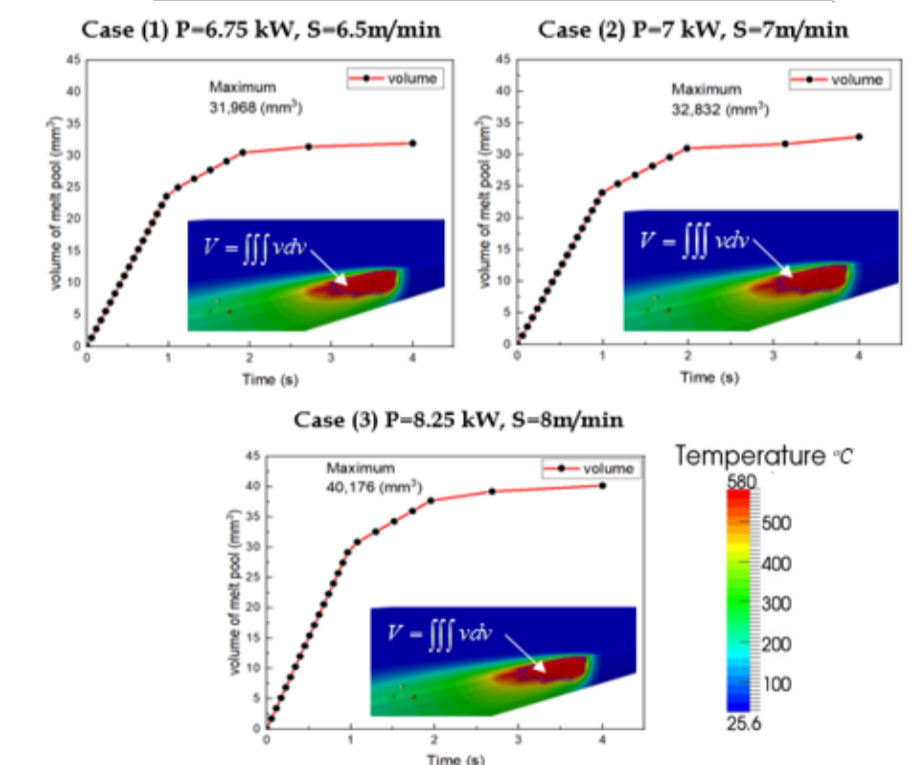 Case (1) P=6.75 kW, S=6.5m/min
Case (2) P=7 kW, S=7m/min
volume of melt pool (mm³)
45
40
35
30
25
20
15
10
5
0
Maximum
31,968 (mm³)
volume
V = ∭ vdv
0 1 2 3 4
Time (s)
volume of melt pool (mm³)
45
40
35
30
25
20
15
10
5
0
Maximum
32,832 (mm³)
volume
V = ∭ vdv
0 1 2 3 4
Time (s)
Case (3) P=8.25 kW, S=8m/min
volume of melt pool (mm³)
45
40
35
30
25
20
15
10
5
0
Maximum
40,176 (mm³)
volume
V = ∭ vdv
0 1 2 3 4
Time (s)
Temperature °C
580
500
400
300
200
100
25.6